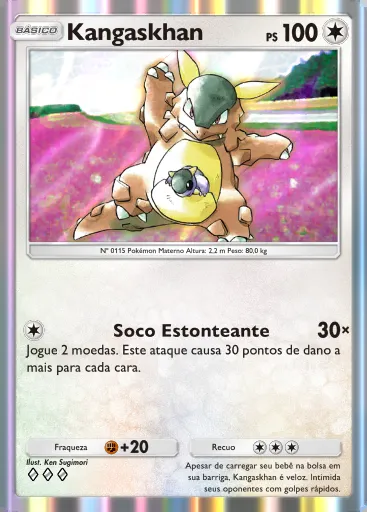 BÁSICO Kangaskhan PS 100
Nº 0115 Pokémon Materno Altura: 2,2 m Peso: 80,0 kg
Soco Estonteante 30×
Jogue 2 moedas. Este ataque causa 30 pontos de dano a
mais para cada cara.
Fraqueza +20 Recuo
Ilust. Ken Sugimori
Apesar de carregar seu bebê na bolsa em
sua barriga, Kangaskhan é veloz. Intimida
seus oponentes com golpes rápidos.